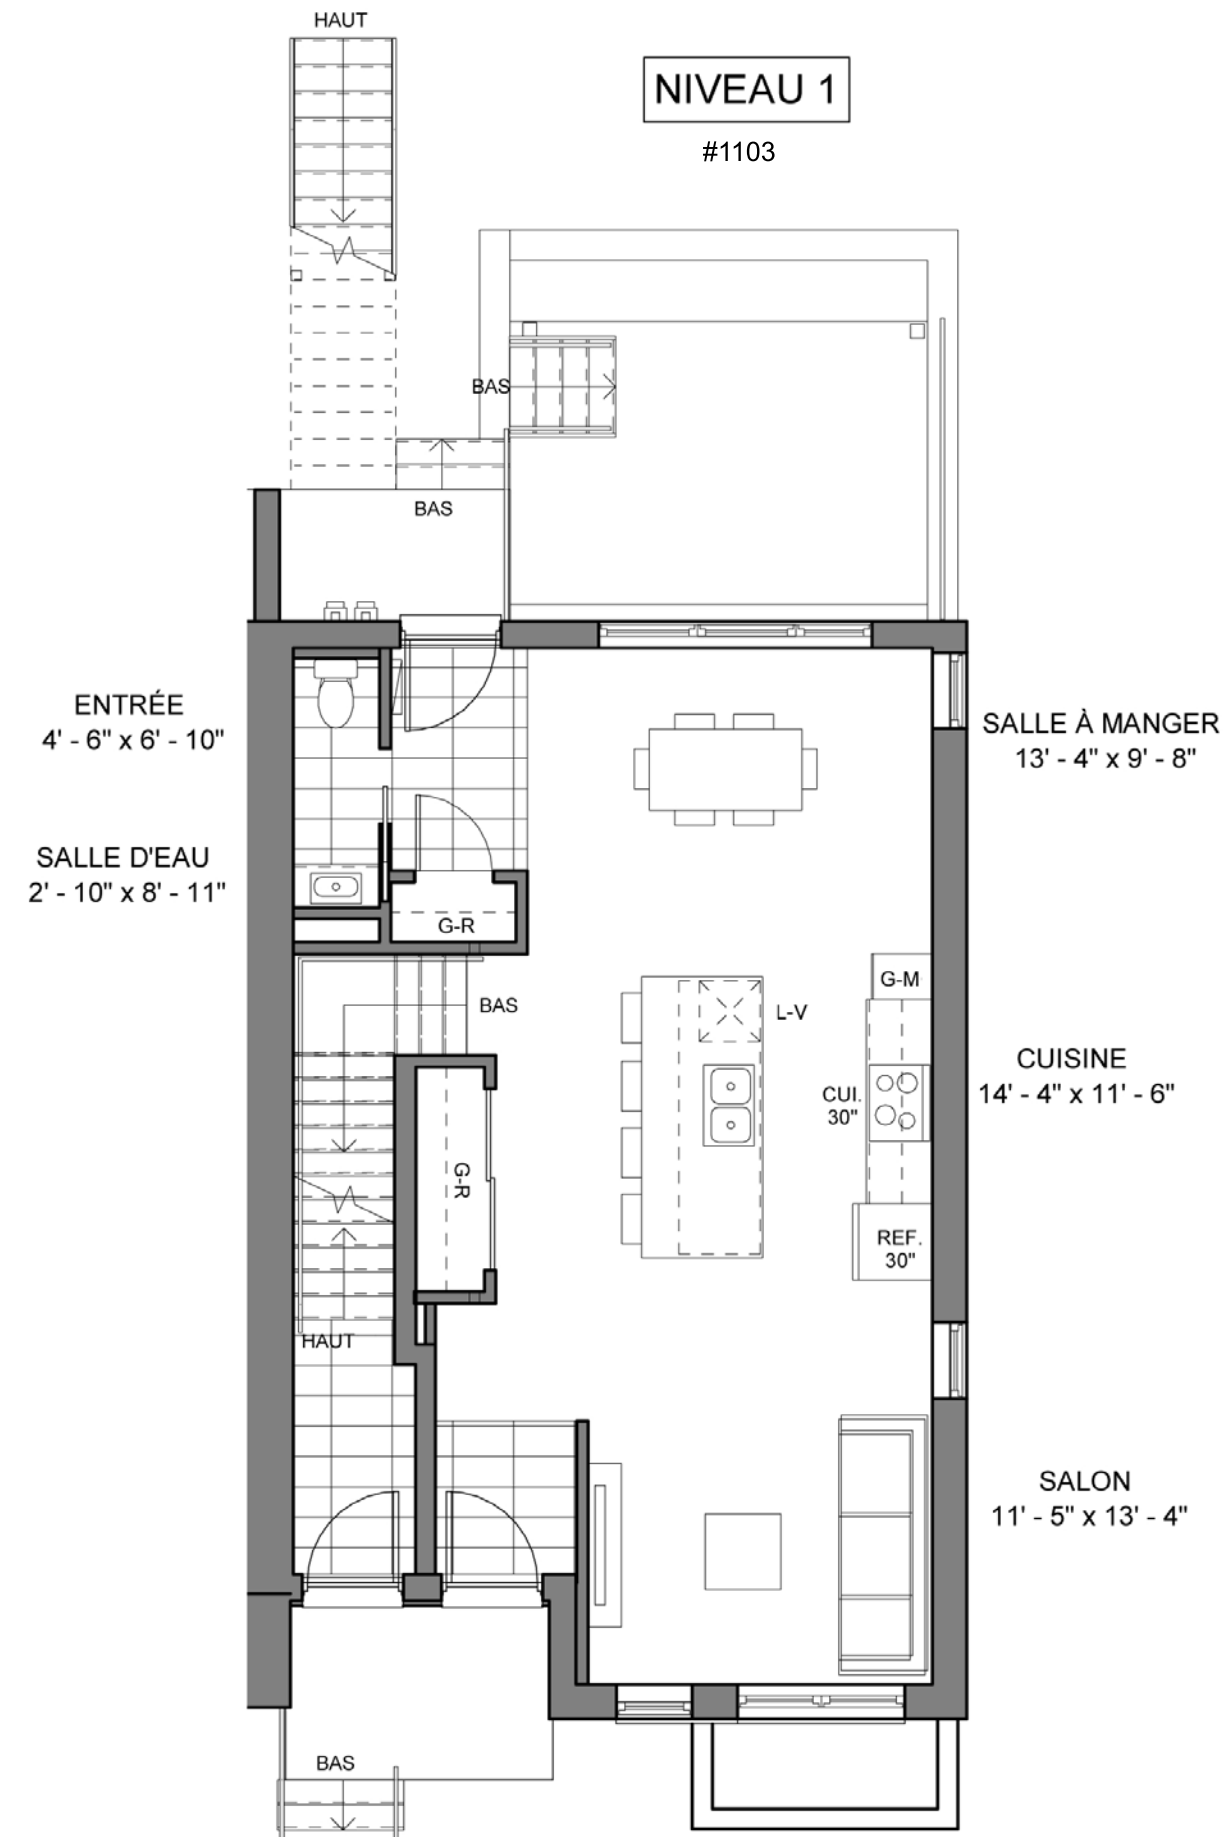 HAUT
NIVEAU 1
#1103
BAS
BAS
ENTRÉE
4' - 6" x 6' - 10"
SALLE À MANGER
13' - 4" x 9' - 8"
SALLE D'EAU
2' - 10" x 8' - 11"
G-R
G-M
BAS
L-V
CUISINE
14' - 4" x 11' - 6"
CUI.
30"
G-R
REF.
30"
HAUT
SALON
11' - 5" x 13' - 4"
BAS